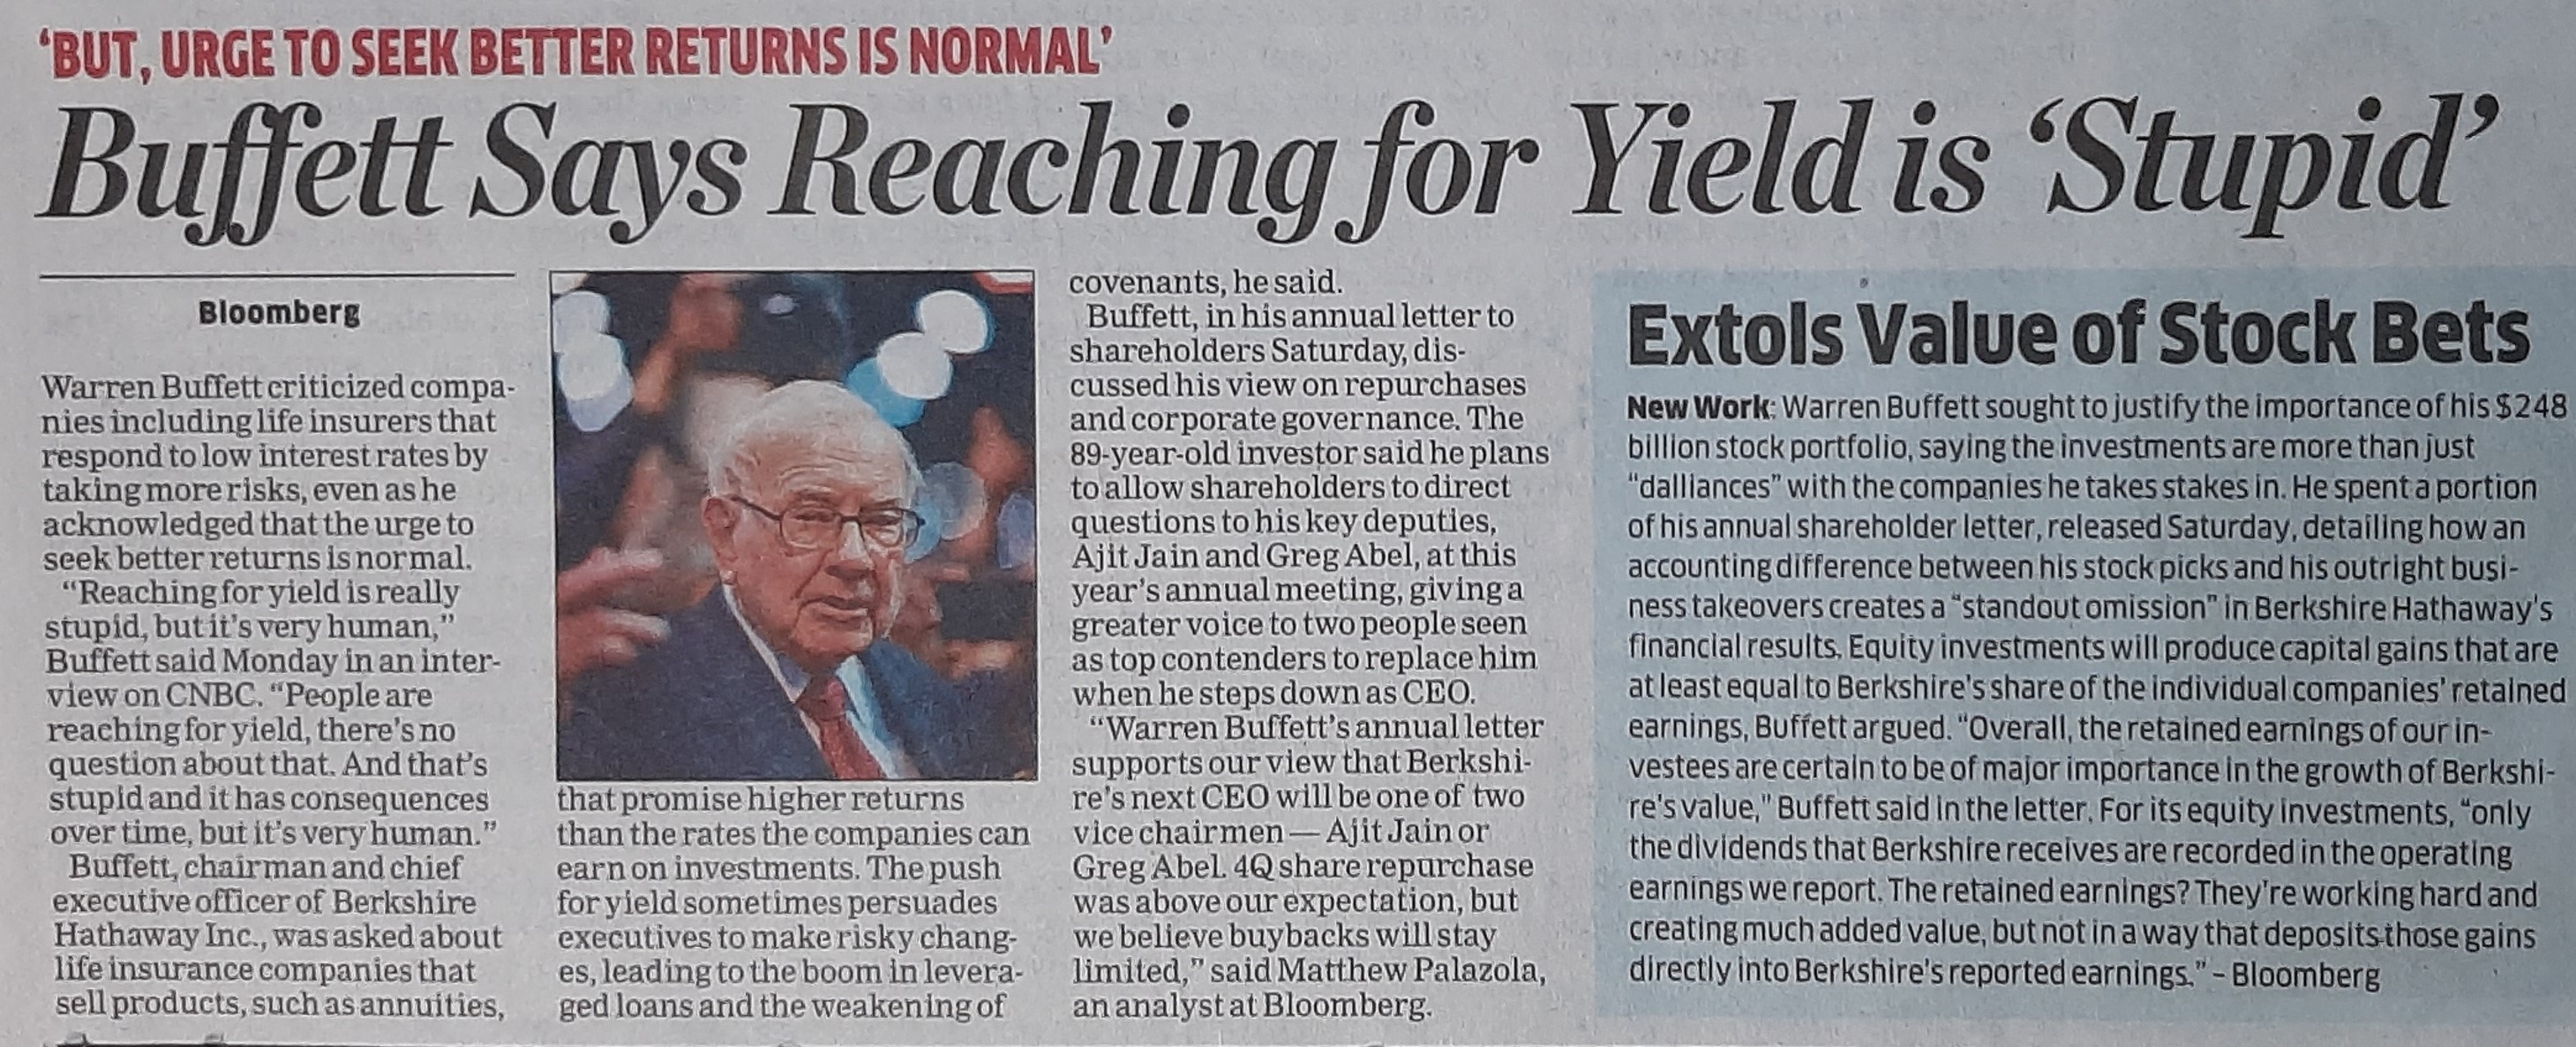 ‘BUT, URGE TO SEEK BETTER RETURNS IS NORMAL’
Buffett Says Reaching for Yield is ‘Stupid’
Bloomberg
Warren Buffett criticized compa-
nies including life insurers that
respond to low interest rates by
taking more risks, even as he
acknowledged that the urge to
seek better returns is normal.
“Reaching for yield is really
stupid, but it’s very human,”
Buffett said Monday in an inter-
view on CNBC. “People are
reaching for yield, there’s no
question about that. And that’s
stupid and it has consequences
over time, but it’s very human.”
Buffett, chairman and chief
executive officer of Berkshire
Hathaway Inc., was asked about
life insurance companies that
sell products, such as annuities,
that promise higher returns
than the rates the companies can
earn on investments. The push
for yield sometimes persuades
executives to make risky chang-
es, leading to the boom in levera-
ged loans and the weakening of
covenants, he said.
Buffett, in his annual letter to
shareholders Saturday, dis-
cussed his view on repurchases
and corporate governance. The
89-year-old investor said he plans
to allow shareholders to direct
questions to his key deputies,
Ajit Jain and Greg Abel, at this
year’s annual meeting, giving a
greater voice to two people seen
as top contenders to replace him
when he steps down as CEO.
“Warren Buffett’s annual letter
supports our view that Berkshi-
re’s next CEO will be one of two
vice chairmen — Ajit Jain or
Greg Abel. 4Q share repurchase
was above our expectation, but
we believe buybacks will stay
limited,” said Matthew Palazola,
an analyst at Bloomberg.
Extols Value of Stock Bets
New Work: Warren Buffett sought to justify the importance of his $248
billion stock portfolio, saying the investments are more than just
“dalliances” with the companies he takes stakes in. He spent a portion
of his annual shareholder letter, released Saturday, detailing how an
accounting difference between his stock picks and his outright busi-
ness takeovers creates a “standout omission” in Berkshire Hathaway’s
financial results. Equity investments will produce capital gains that are
at least equal to Berkshire’s share of the individual companies’ retained
earnings, Buffett argued. “Overall, the retained earnings of our in-
vestees are certain to be of major importance in the growth of Berkshi-
re’s value,” Buffett said in the letter. For its equity investments, “only
the dividends that Berkshire receives are recorded in the operating
earnings we report. The retained earnings? They’re working hard and
creating much added value, but not in a way that deposits those gains
directly into Berkshire’s reported earnings.” – Bloomberg